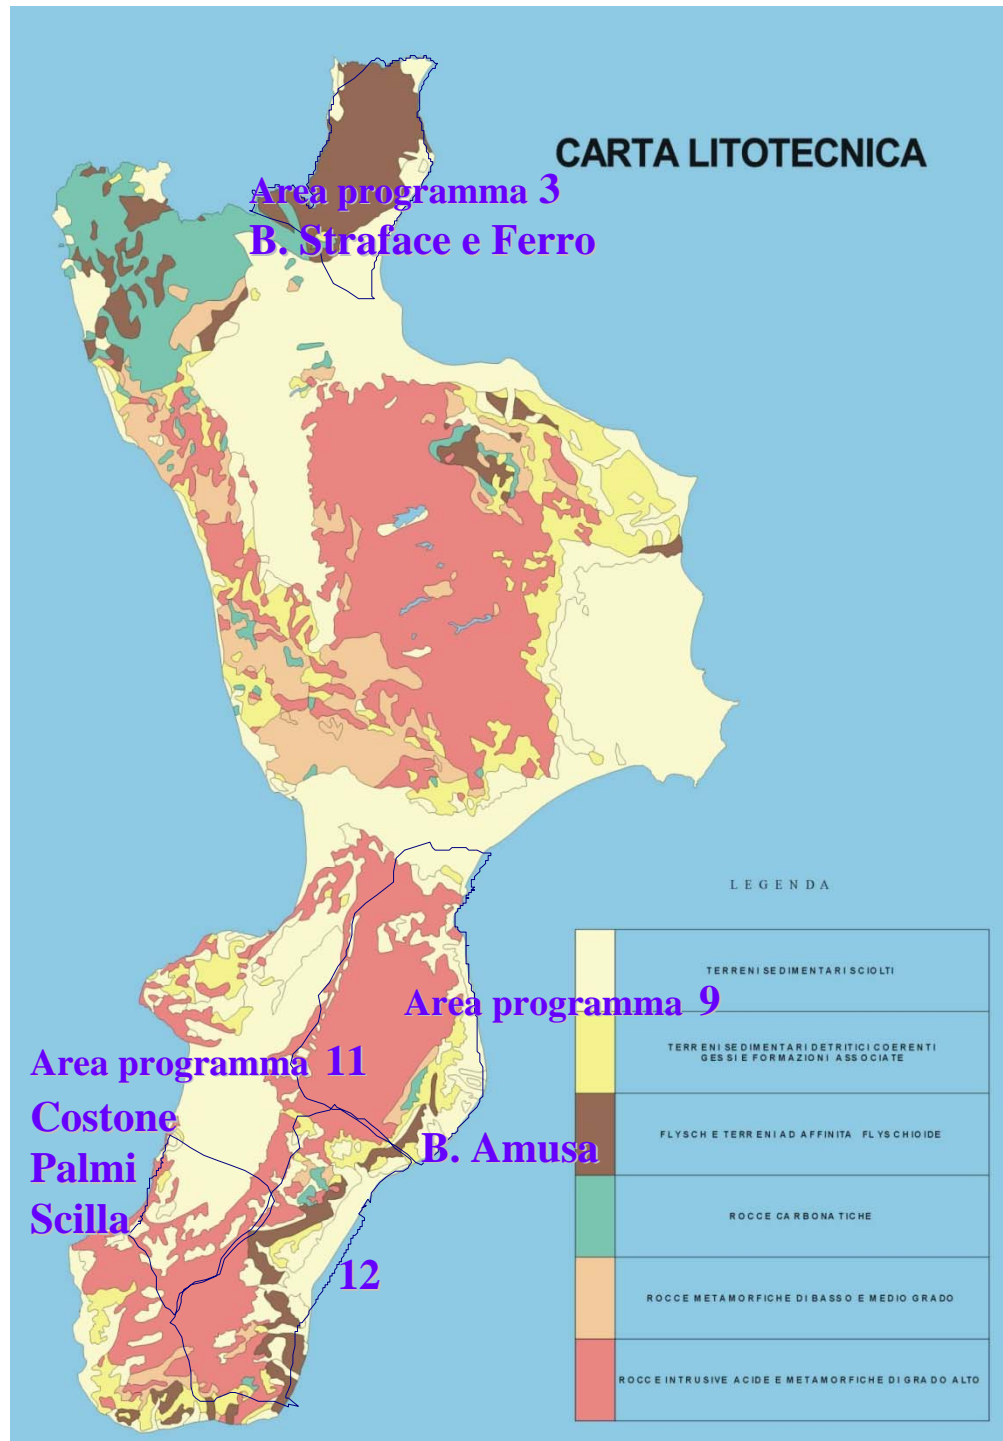 CARTA LITOTECNICA
Area programma 3
B. Straface e Ferro
LEGENDA
TERRENI SEDIMENTARI SCIOLTI
Area programma 9
TERRENI SEDIMENTARI DETRITICI COERENTI
GESSI E FORMAZIONI ASSOCIATE
Area programma 11
Costone
Palmi
Scilla
B. Amusa
FLYSCH E TERRENI AD AFFINITA FLYSCHIOIDE
ROCCE CARBONATICHE
12
ROCCE METAMORFICHE DI BASSO E MEDIO GRADO
ROCCE INTRUSIVE ACIDE E METAMORFICHE DI GRADO ALTO